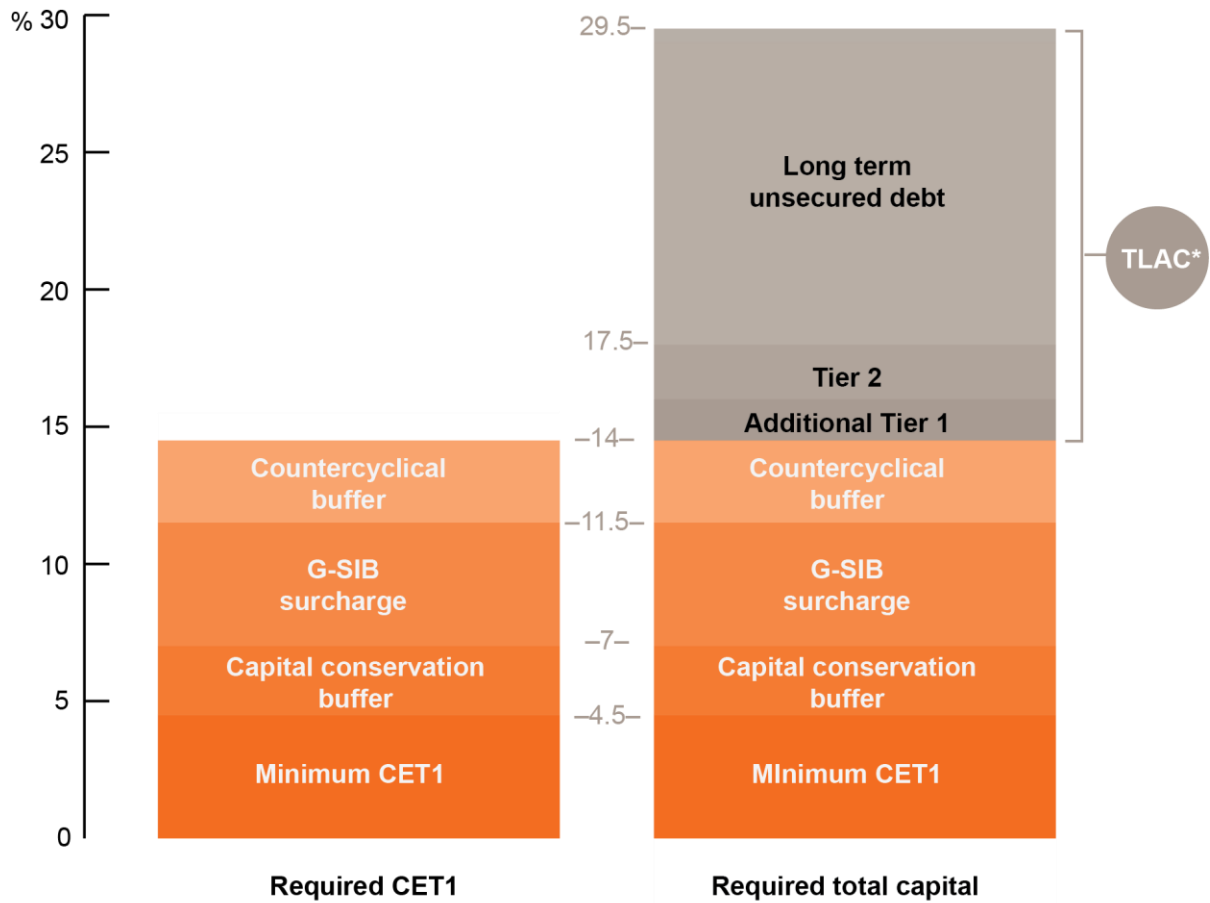 % 30
25
20
15
10
5
0
29.5–
17.5–
–14–
–11.5–
–7–
–4.5–
Countercyclical
buffer
G-SIB
surcharge
Capital conservation
buffer
Minimum CET1
Required CET1
Long term
unsecured debt
Tier 2
Additional Tier 1
Countercyclical
buffer
G-SIB
surcharge
Capital conservation
buffer
MInimum CET1
Required total capital
TLAC*